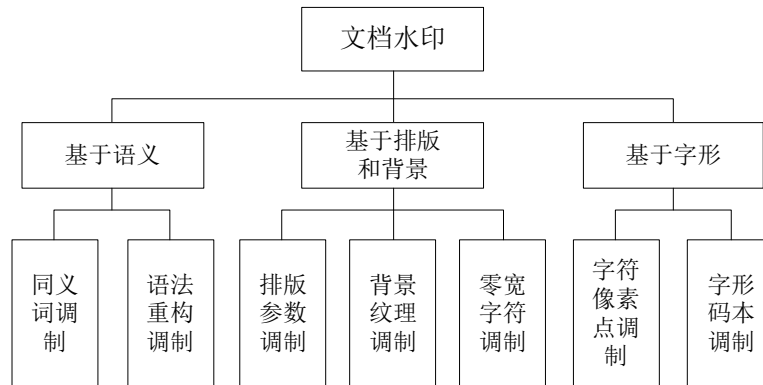 文档水印
基于语义
基于排版
和背景
基于字形
同义
词调
制
语法
重构
调制
排版
参数
调制
背景
纹理
调制
零宽
字符
调制
字符
像素
点调
制
字形
码本
调制